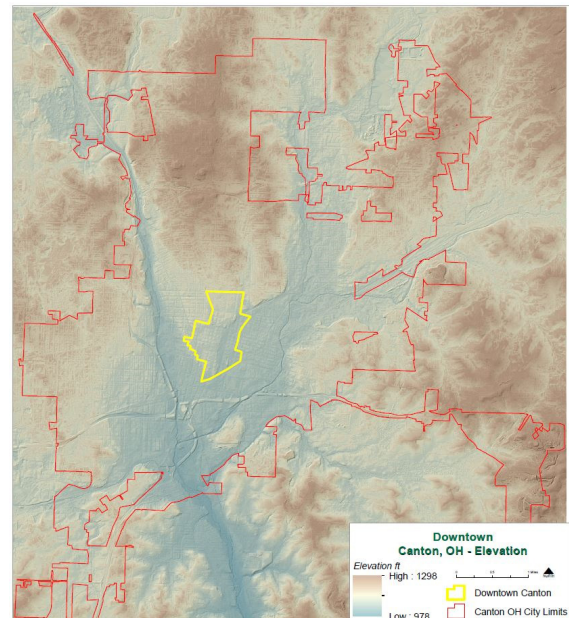 Downtown
Canton, OH - Elevation
Elevation ft
High : 1298
Low : 978
Downtown Canton
Canton OH City Limits